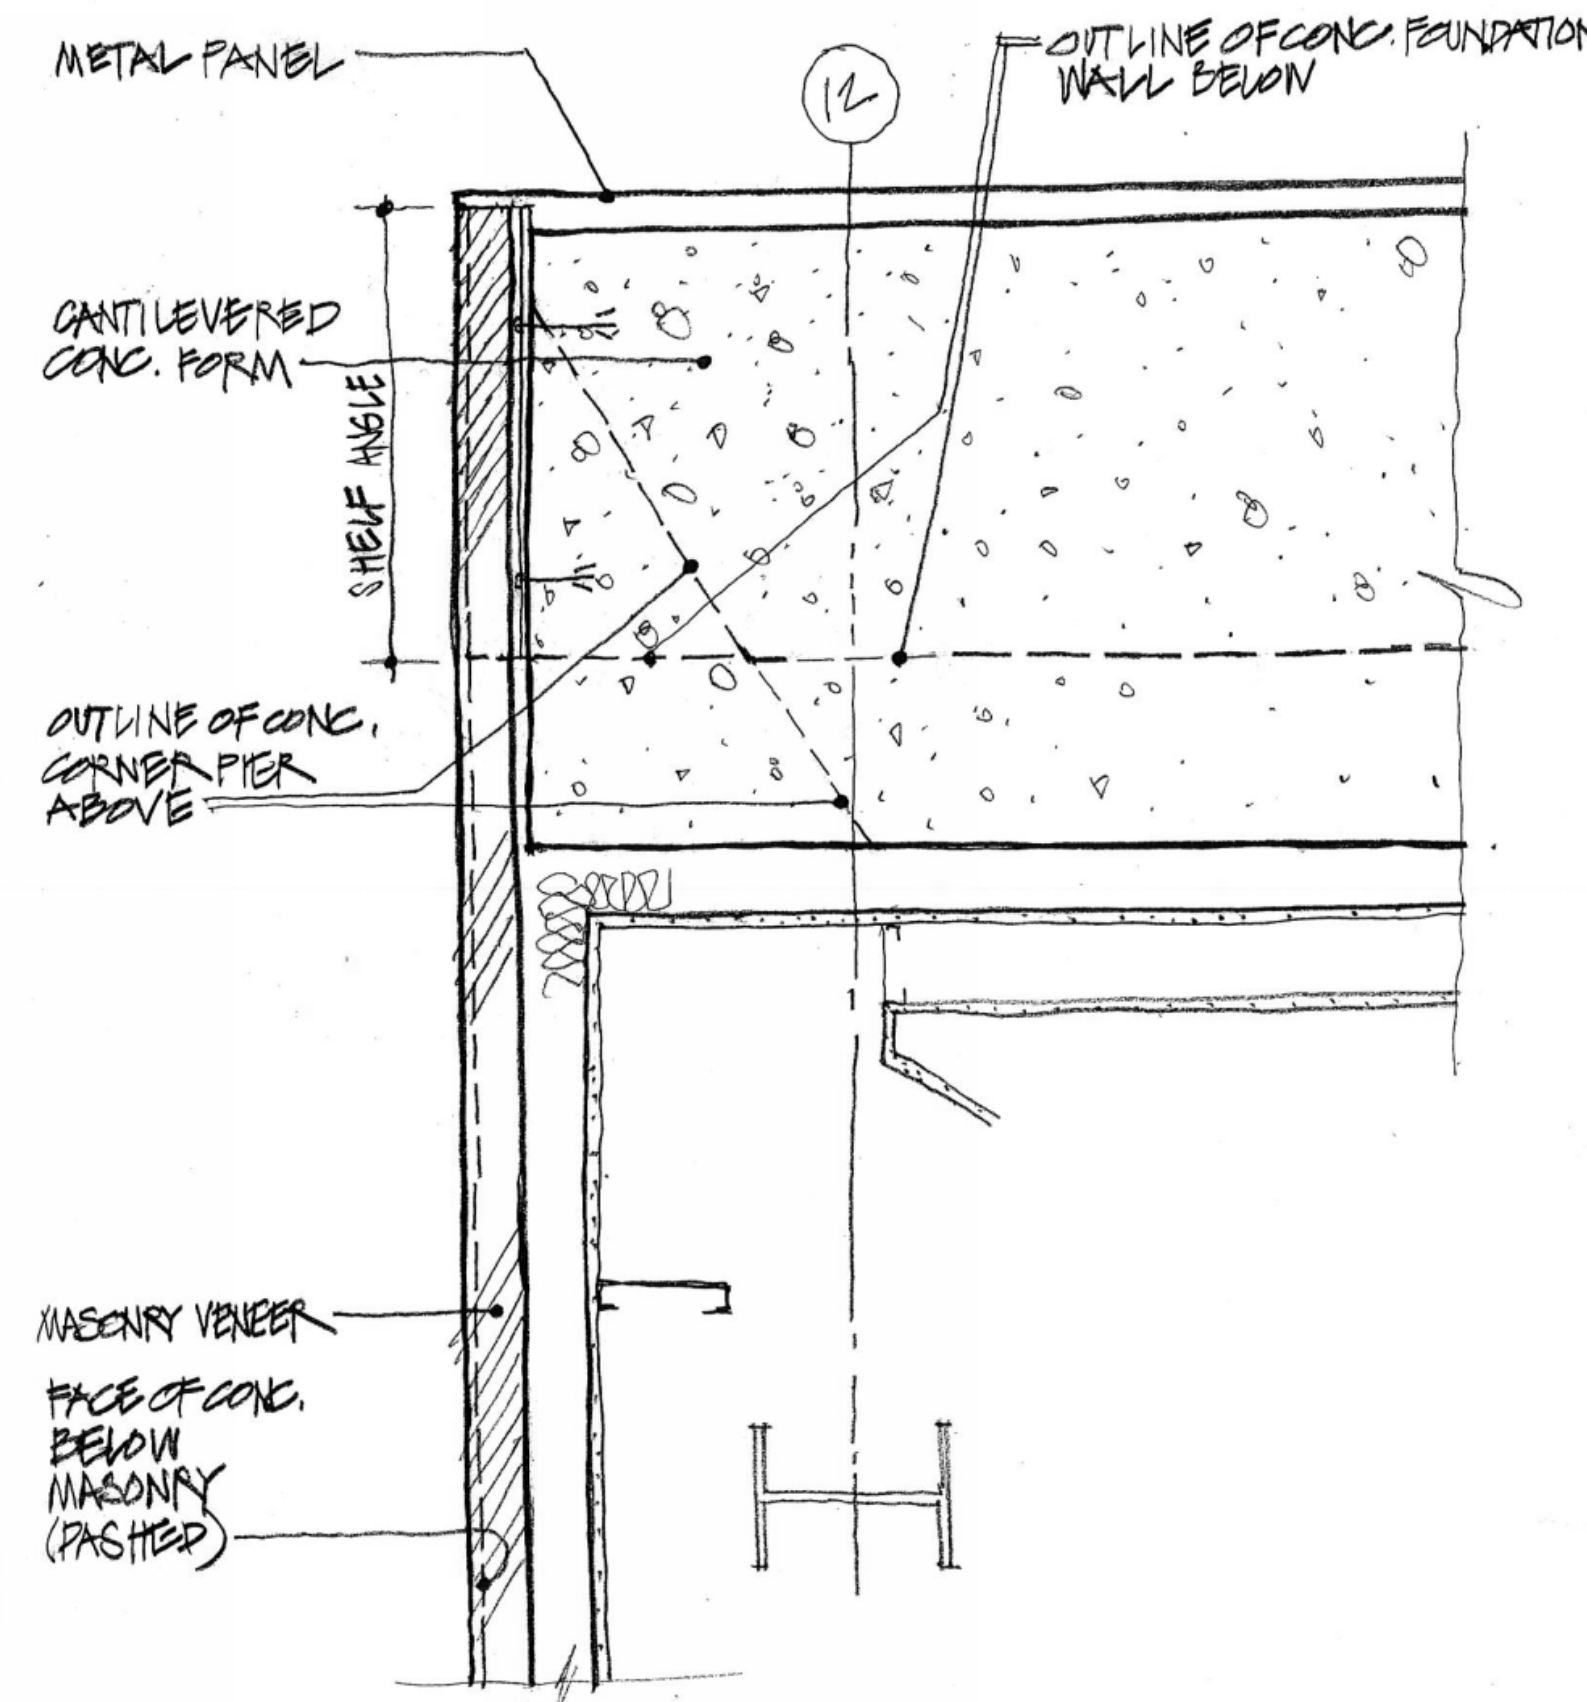 METAL PANEL
12
OUTLINE OF CONC. FOUNDATION
WALL BELOW
CANTILEVERED
CONC. FORM
SHELF ANGLE
OUTLINE OF CONC.
CORNER PIER
ABOVE
MASONRY VENEER
FACE OF CONC.
BELOW
MASONRY
(DASHED)